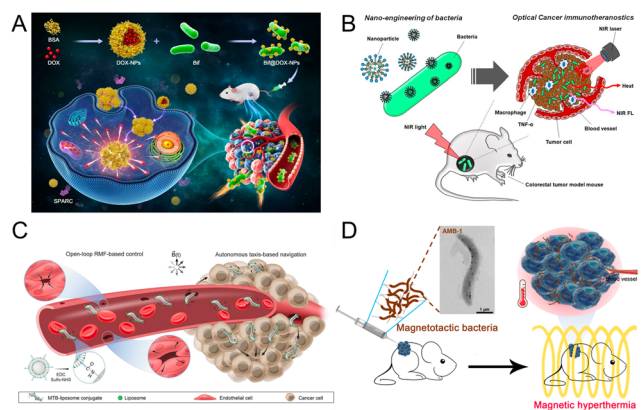 A
BSA
DOX
DOX-NPs
Bif
Bif@DOX-NPs
SPARC
B
Nano-engineering of bacteria
Optical Cancer immunotheranostics
Nanoparticle
Bacteria
NIR laser
Heat
NIR FL
Macrophage
TNF-α
Tumor cell
Blood vessel
NIR light
Colorectal tumor model mouse
C
Open-loop RMF-based control
B(t)
Autonomous taxis-based navigation
EDC
Sulfo-NHS
MTB-liposome conjugate
Liposome
Endothelial cell
Cancer cell
D
AMB-1
1 μm
Magnetotactic bacteria
Blood vessel
Magnetic hyperthermia